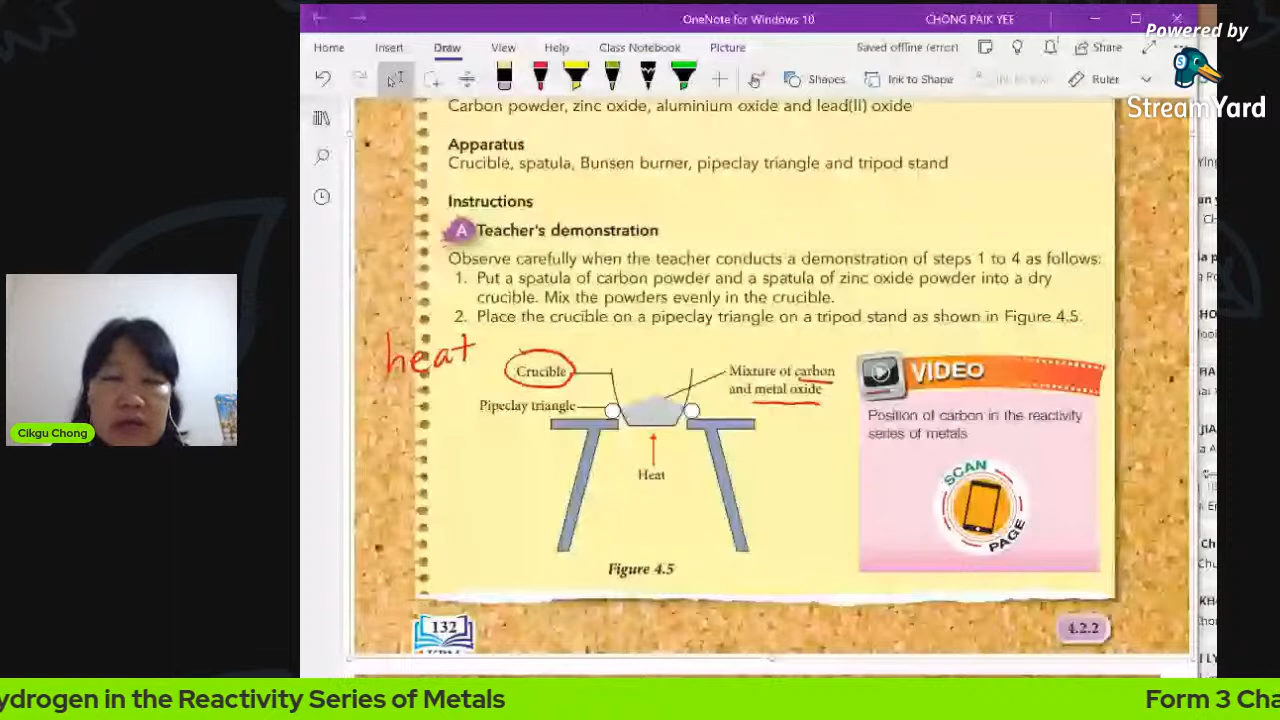 OneNote for Windows 10
CHONG PAIK YEE
Powered by
StreamYard
Home
Insert
Draw
View
Help
Class Notebook
Picture
Saved offline (error)
Share
Shapes
Ink to Shape
Ruler
Carbon powder, zinc oxide, aluminium oxide and lead(II) oxide
Apparatus
Crucible, spatula, Bunsen burner, pipeclay triangle and tripod stand
Instructions
A Teacher's demonstration
Observe carefully when the teacher conducts a demonstration of steps 1 to 4 as follows:
1. Put a spatula of carbon powder and a spatula of zinc oxide powder into a dry
crucible. Mix the powders evenly in the crucible.
2. Place the crucible on a pipeclay triangle on a tripod stand as shown in Figure 4.5.
heat
Crucible
Mixture of carbon
and metal oxide
Pipeclay triangle
Heat
Figure 4.5
VIDEO
Position of carbon in the reactivity
series of metals
SCAN
PAGE
132
4.2.2
Cikgu Chong
ydrogen in the Reactivity Series of Metals
Form 3 Cha